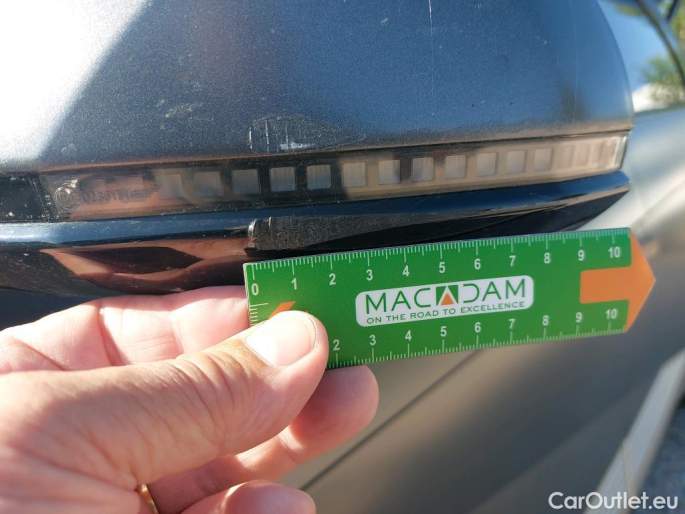 0 1 2 3 4 5 6 7 8 9 10
MACADAM
ON THE ROAD TO EXCELLENCE
2 3 4 5 6 7 8 9 10
CarOutlet.eu